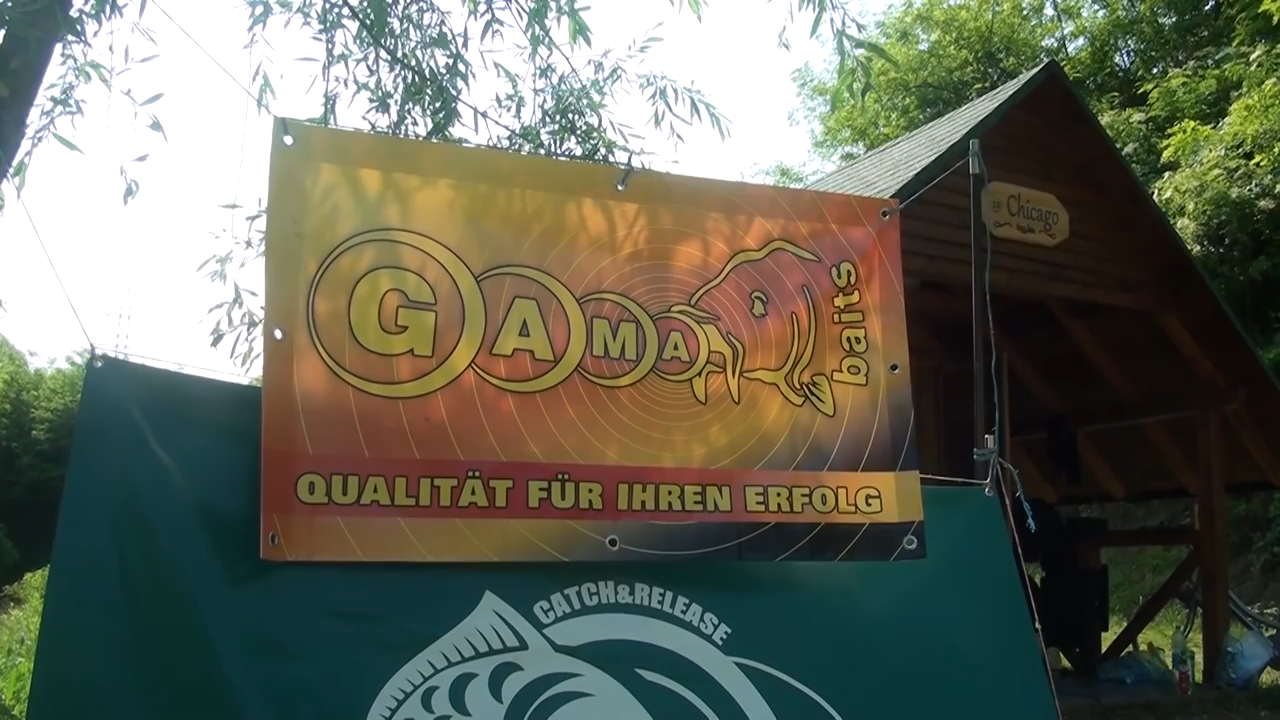 Chicago
GAMA
baits
QUALITÄT FÜR IHREN ERFOLG
CATCH&RELEASE